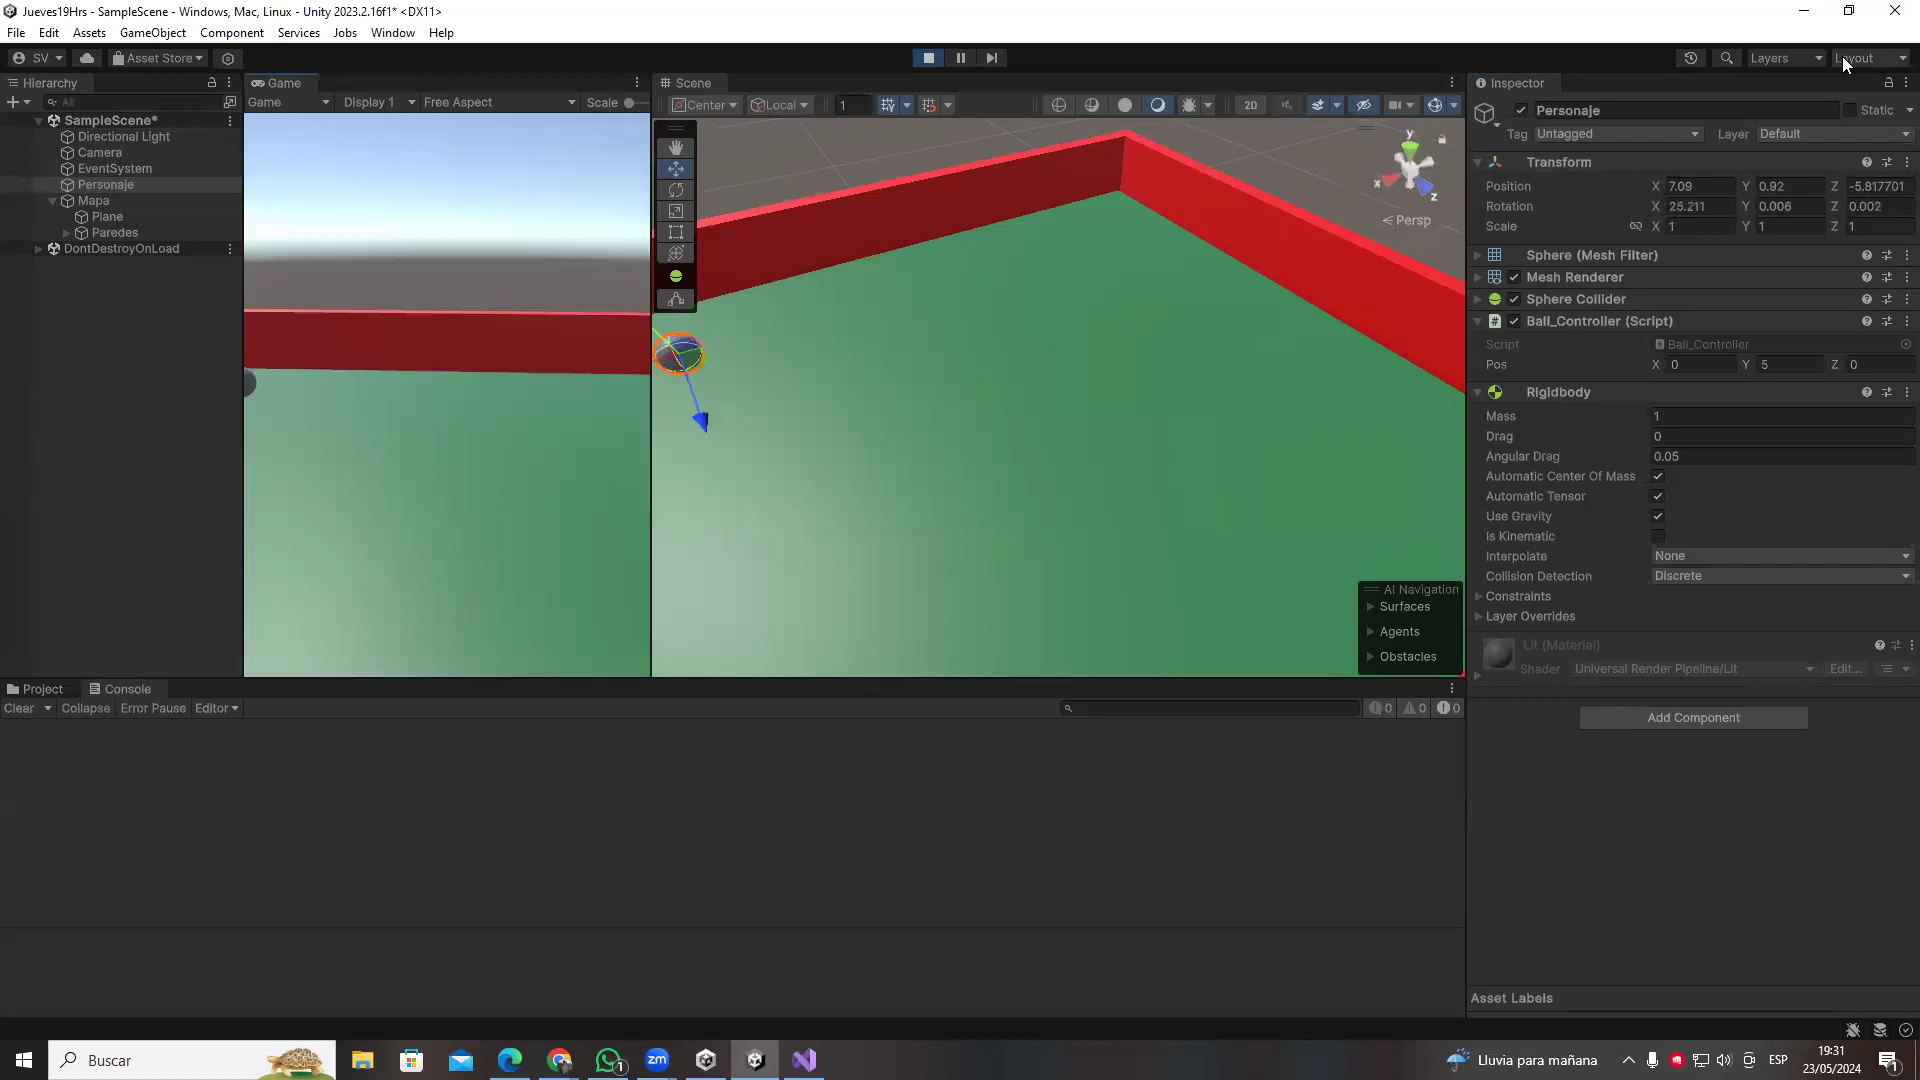 Jueves19Hrs - SampleScene - Windows, Mac, Linux - Unity 2023.2.16f1* <DX11>
File Edit Assets GameObject Component Services Jobs Window Help
SV Asset Store Layers Layout
Hierarchy
All
SampleScene*
Directional Light
Camera
EventSystem
Personaje
Mapa
Plane
Paredes
DontDestroyOnLoad
Game
Game Display 1 Free Aspect Scale
Scene
Center Local 1 2D
y
x
z
< Persp
AI Navigation
Surfaces
Agents
Obstacles
Inspector
Personaje Static
Tag Untagged Layer Default
Transform
Position X 7.09 Y 0.92 Z -5.817701
Rotation X 25.211 Y 0.006 Z 0.002
Scale X 1 Y 1 Z 1
Sphere (Mesh Filter)
Mesh Renderer
Sphere Collider
Ball_Controller (Script)
Script Ball_Controller
Pos X 0 Y 5 Z 0
Rigidbody
Mass 1
Drag 0
Angular Drag 0.05
Automatic Center Of Mass
Automatic Tensor
Use Gravity
Is Kinematic
Interpolate None
Collision Detection Discrete
Constraints
Layer Overrides
Lit (Material)
Shader Universal Render Pipeline/Lit Edit...
Add Component
Asset Labels
Project Console
Clear Collapse Error Pause Editor 0 0 0
Buscar
1
zm
Lluvia para mañana
ESP
19:31
23/05/2024
1